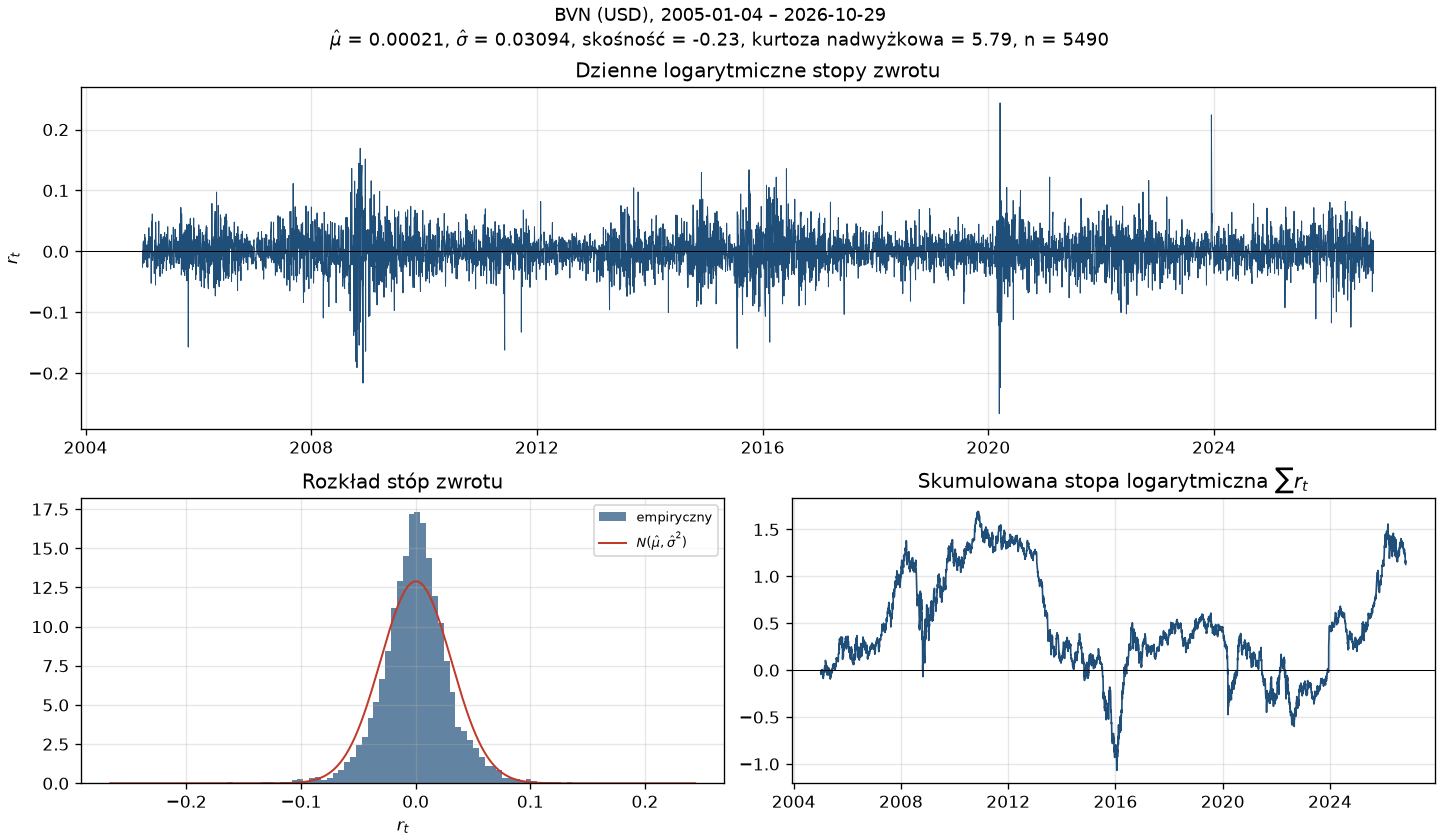 BVN (USD), 2005-01-04 – 2026-10-29
μ̂ = 0.00021, σ̂ = 0.03094, skośność = -0.23, kurtoza nadwyżkowa = 5.79, n = 5490
Dzienne logarytmiczne stopy zwrotu
0.2
0.1
0.0
−0.1
−0.2
r_t
2004 2008 2012 2016 2020 2024
Rozkład stóp zwrotu
17.5
15.0
12.5
10.0
7.5
5.0
2.5
0.0
empiryczny
N(μ̂, σ̂²)
−0.2 −0.1 0.0 0.1 0.2
r_t
Skumulowana stopa logarytmiczna ∑r_t
1.5
1.0
0.5
0.0
−0.5
−1.0
2004 2008 2012 2016 2020 2024